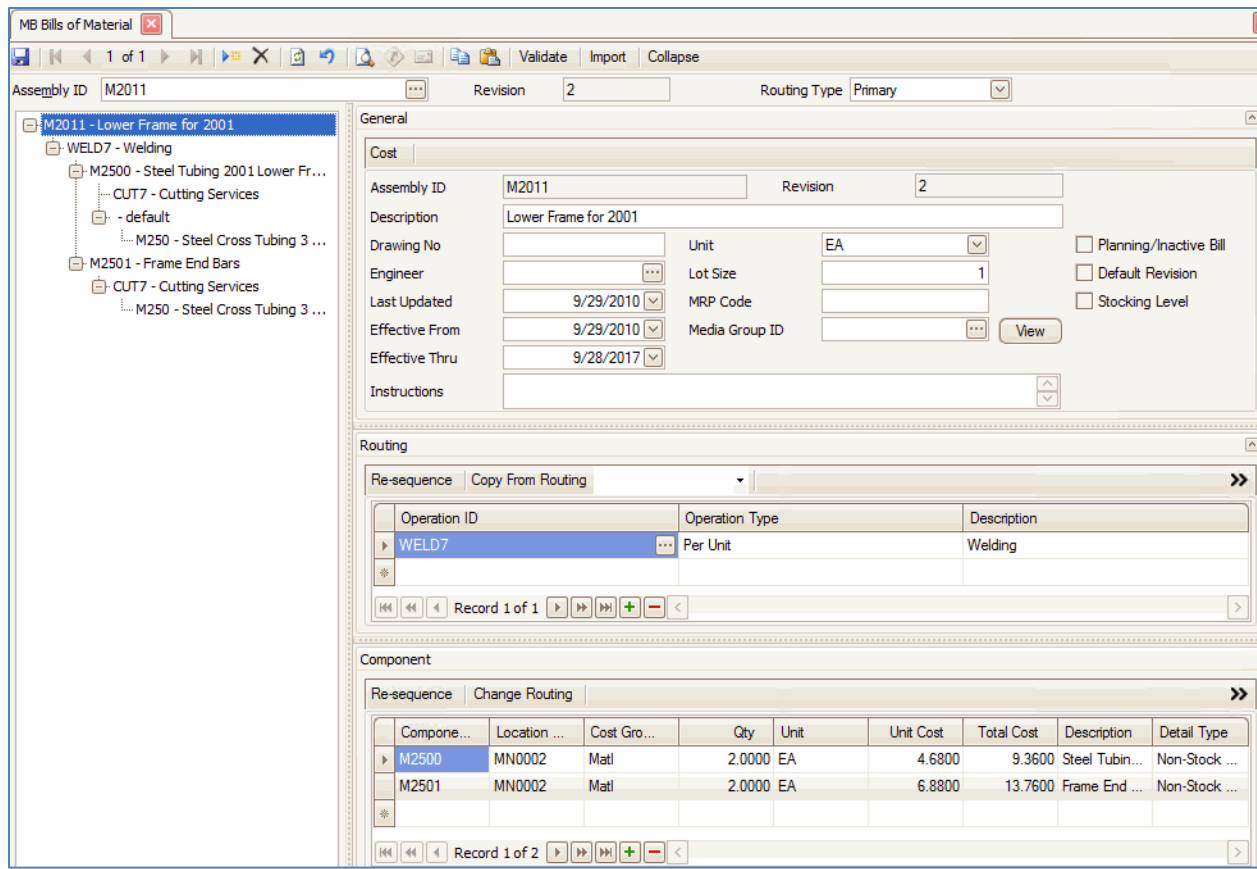 MB Bills of Material
1 of 1 Validate Import Collapse
Assembly ID M2011 Revision 2 Routing Type Primary
M2011 - Lower Frame for 2001
WELD7 - Welding
M2500 - Steel Tubing 2001 Lower Fr...
CUT7 - Cutting Services
- default
M250 - Steel Cross Tubing 3 ...
M2501 - Frame End Bars
CUT7 - Cutting Services
M250 - Steel Cross Tubing 3 ...
General
Cost
Assembly ID M2011 Revision 2
Description Lower Frame for 2001
Drawing No Unit EA Planning/Inactive Bill
Engineer Lot Size 1 Default Revision
Last Updated 9/29/2010 MRP Code Stocking Level
Effective From 9/29/2010 Media Group ID View
Effective Thru 9/28/2017
Instructions
Routing
Re-sequence Copy From Routing
Operation ID Operation Type Description
WELD7 Per Unit Welding
Record 1 of 1
Component
Re-sequence Change Routing
Compone... Location ... Cost Gro... Qty Unit Unit Cost Total Cost Description Detail Type
M2500 MN0002 Matl 2.0000 EA 4.6800 9.3600 Steel Tubin... Non-Stock ...
M2501 MN0002 Matl 2.0000 EA 6.8800 13.7600 Frame End ... Non-Stock ...
Record 1 of 2